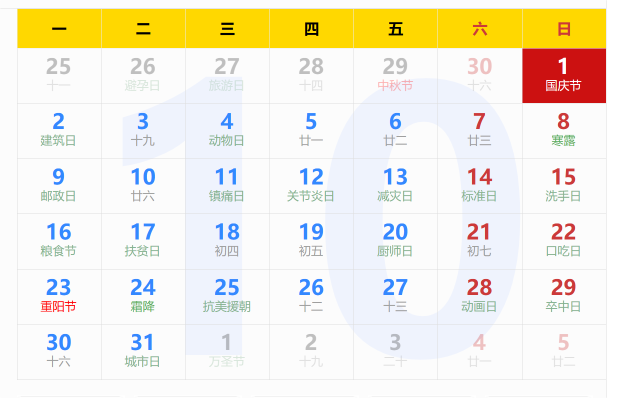 一 二 三 四 五 六 日
25 26 27 28 29 30 1
十一 避孕日 旅游日 十四 中秋节 十六 国庆节
2 3 4 5 6 7 8
建筑日 十九 动物日 廿一 廿二 廿三 寒露
9 10 11 12 13 14 15
邮政日 廿六 镇痛日 关节炎日 减灾日 标准日 洗手日
16 17 18 19 20 21 22
粮食节 扶贫日 初四 初五 厨师日 初七 口吃日
23 24 25 26 27 28 29
重阳节 霜降 抗美援朝 十二 十三 动画日 卒中日
30 31 1 2 3 4 5
十六 城市日 万圣节 十九 二十 廿一 廿二
10